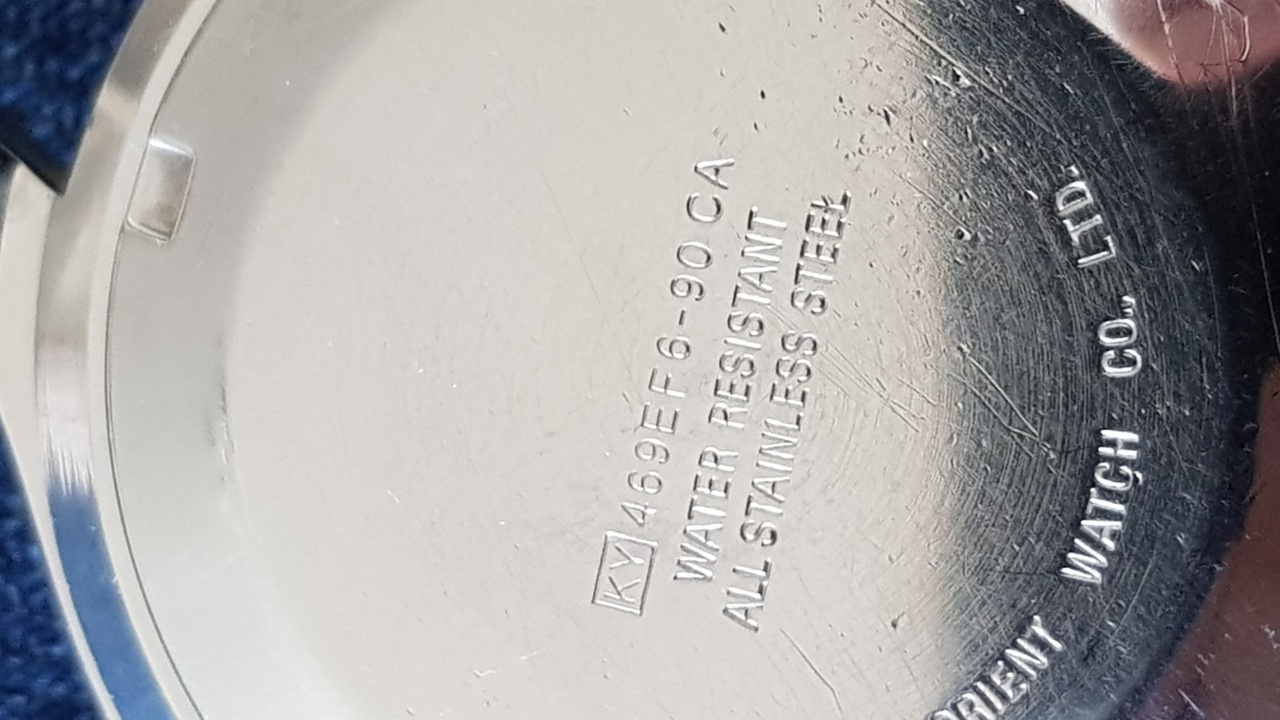 KY 469EF6-90 CA
WATER RESISTANT
ALL STAINLESS STEEL
ORIENT WATCH CO., LTD.